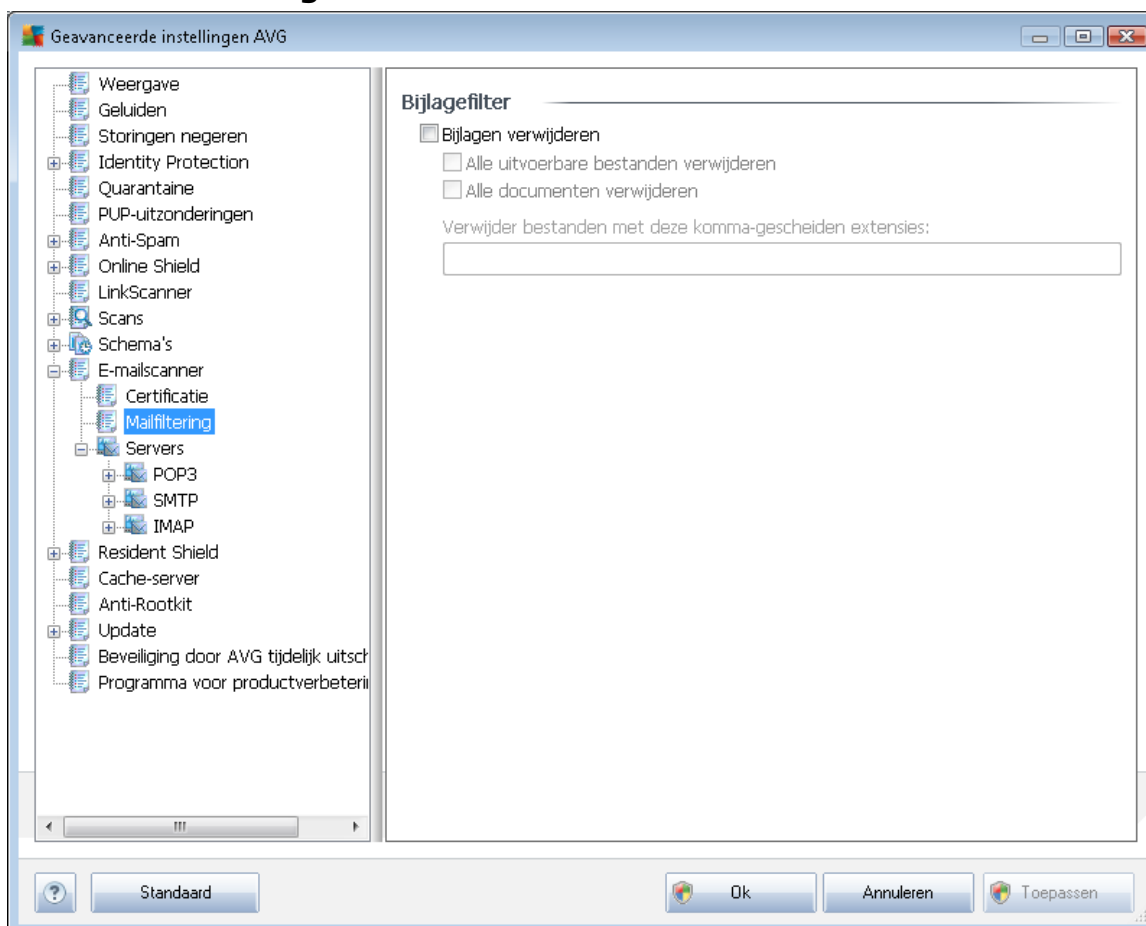 Geavanceerde instellingen AVG
Weergave
Geluiden
Storingen negeren
Identity Protection
Quarantaine
PUP-uitzonderingen
Anti-Spam
Online Shield
LinkScanner
Scans
Schema's
E-mailscanner
Certificatie
Mailfiltering
Servers
POP3
SMTP
IMAP
Resident Shield
Cache-server
Anti-Rootkit
Update
Beveiliging door AVG tijdelijk uitsch
Programma voor productverbeterin
Bijlagefilter
Bijlagen verwijderen
Alle uitvoerbare bestanden verwijderen
Alle documenten verwijderen
Verwijder bestanden met deze komma-gescheiden extensies:
Standaard
Ok
Annuleren
Toepassen